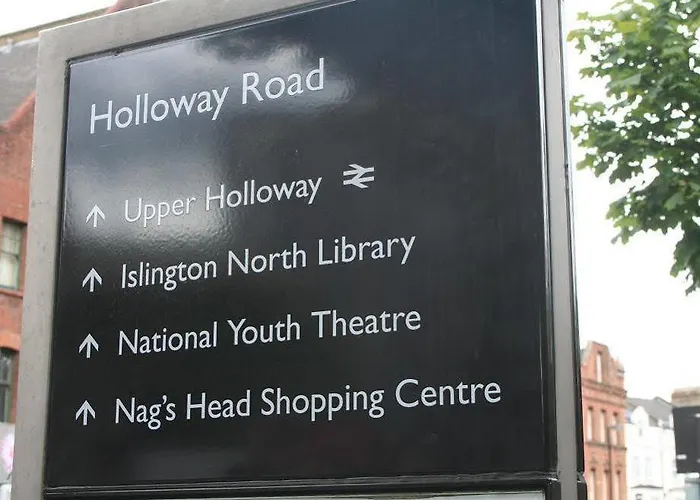 Holloway Road
↑ Upper Holloway
↑ Islington North Library
↑ National Youth Theatre
↑ Nag's Head Shopping Centre